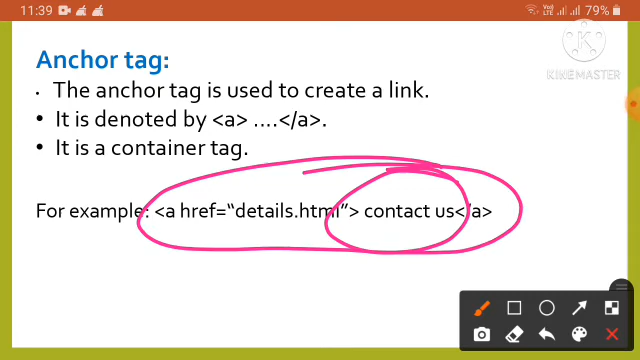 11:39 79%
KINEMASTER
Anchor tag:
• The anchor tag is used to create a link.
• It is denoted by <a> ....</a>.
• It is a container tag.
For example: <a href=“details.html”> contact us</a>